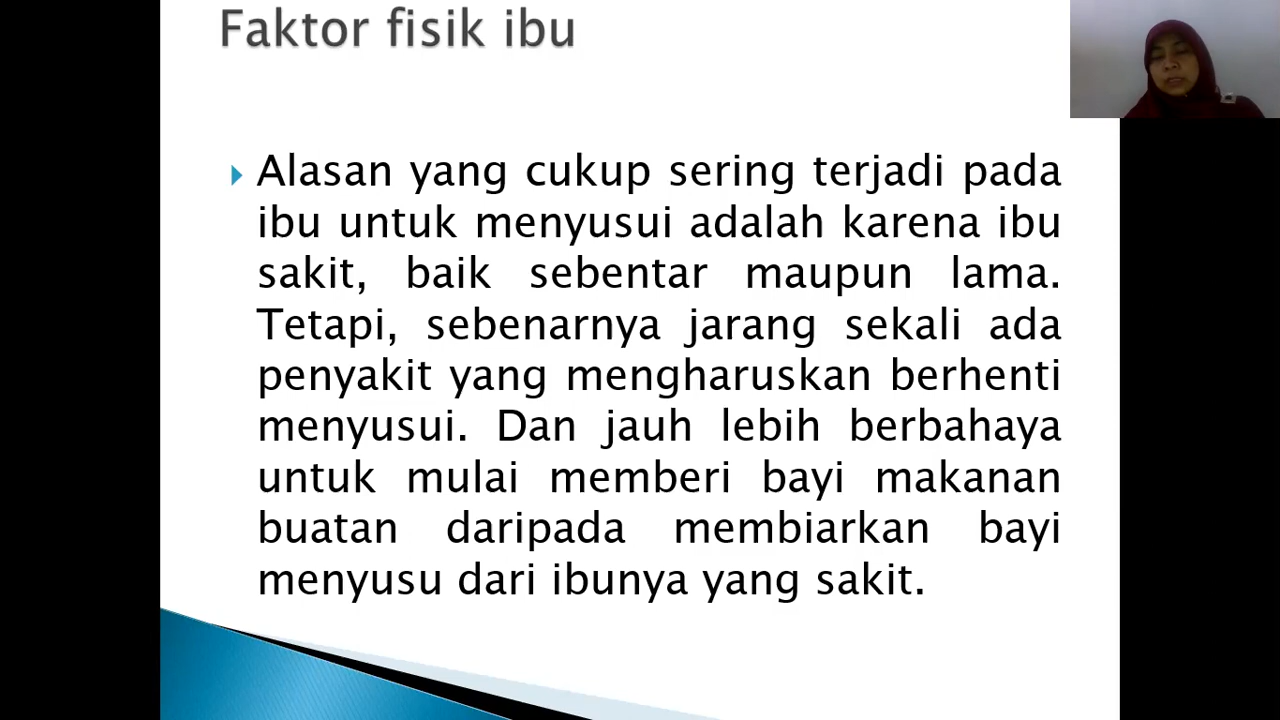 Faktor fisik ibu
Alasan yang cukup sering terjadi pada
ibu untuk menyusui adalah karena ibu
sakit, baik sebentar maupun lama.
Tetapi, sebenarnya jarang sekali ada
penyakit yang mengharuskan berhenti
menyusui. Dan jauh lebih berbahaya
untuk mulai memberi bayi makanan
buatan daripada membiarkan bayi
menyusu dari ibunya yang sakit.